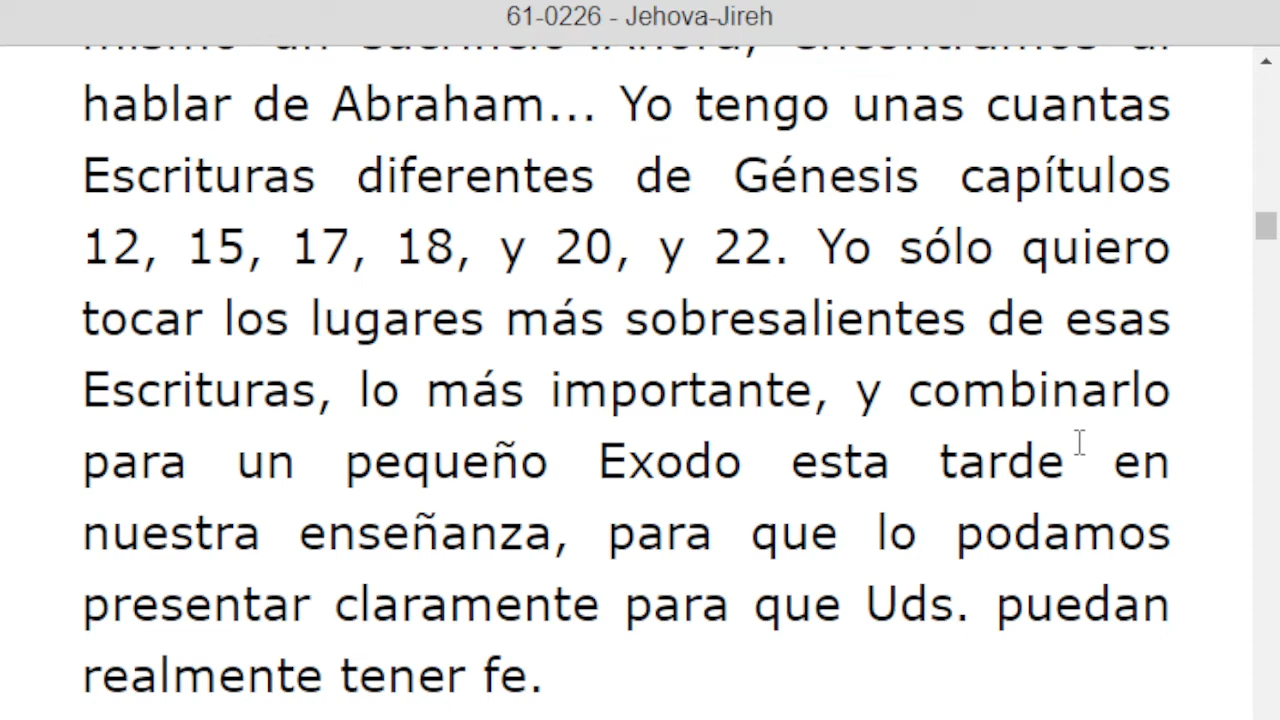 61-0226 - Jehova-Jireh
hablar de Abraham... Yo tengo unas cuantas
Escrituras diferentes de Génesis capítulos
12, 15, 17, 18, y 20, y 22. Yo sólo quiero
tocar los lugares más sobresalientes de esas
Escrituras, lo más importante, y combinarlo
para un pequeño Exodo esta tarde en
nuestra enseñanza, para que lo podamos
presentar claramente para que Uds. puedan
realmente tener fe.